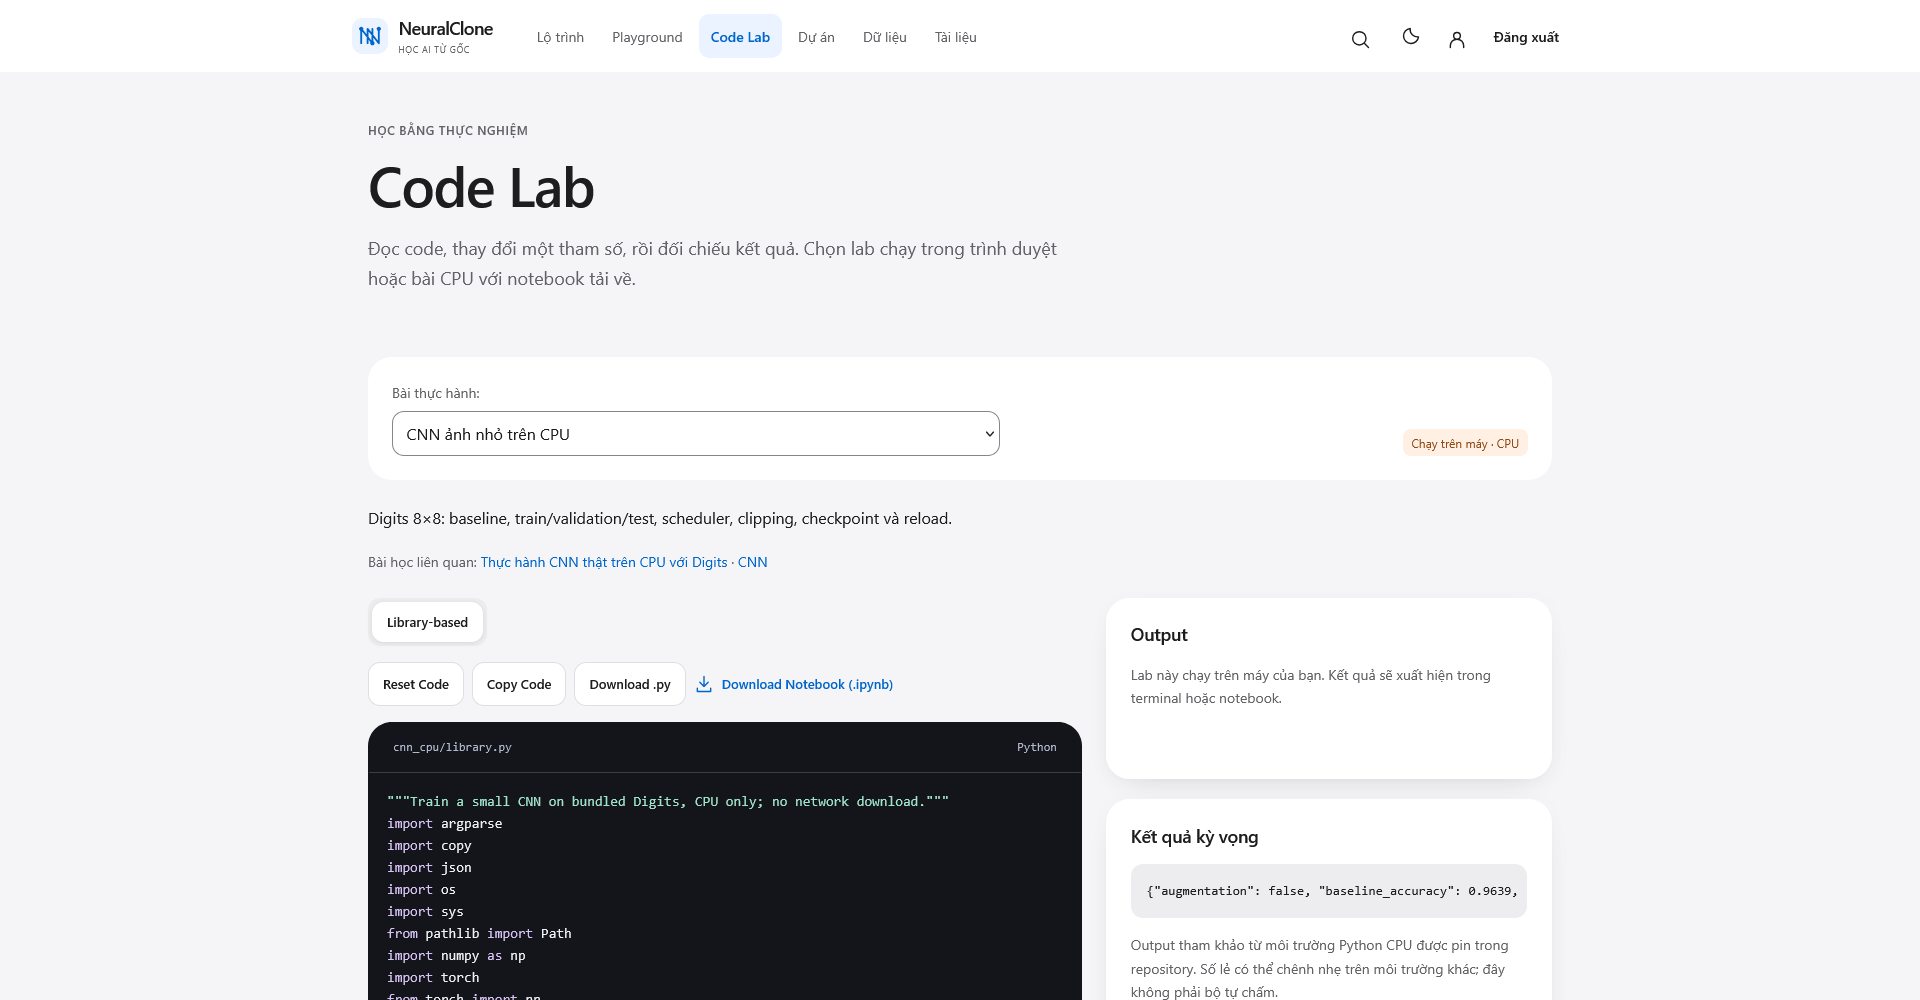 NeuralClone
HỌC AI TỪ GỐC
Lộ trình
Playground
Code Lab
Dự án
Dữ liệu
Tài liệu
Đăng xuất
HỌC BẰNG THỰC NGHIỆM
Code Lab
Đọc code, thay đổi một tham số, rồi đối chiếu kết quả. Chọn lab chạy trong trình duyệt
hoặc bài CPU với notebook tải về.
Bài thực hành:
CNN ảnh nhỏ trên CPU
Chạy trên máy · CPU
Digits 8×8: baseline, train/validation/test, scheduler, clipping, checkpoint và reload.
Bài học liên quan: Thực hành CNN thật trên CPU với Digits · CNN
Library-based
Reset Code
Copy Code
Download .py
Download Notebook (.ipynb)
cnn_cpu/library.py
Python
"""Train a small CNN on bundled Digits, CPU only; no network download."""
import argparse
import copy
import json
import os
import sys
from pathlib import Path
import numpy as np
import torch
from torch import nn
Output
Lab này chạy trên máy của bạn. Kết quả sẽ xuất hiện trong
terminal hoặc notebook.
Kết quả kỳ vọng
{"augmentation": false, "baseline_accuracy": 0.9639,
Output tham khảo từ môi trường Python CPU được pin trong
repository. Số lẻ có thể chênh nhẹ trên môi trường khác; đây
không phải bộ tự chấm.